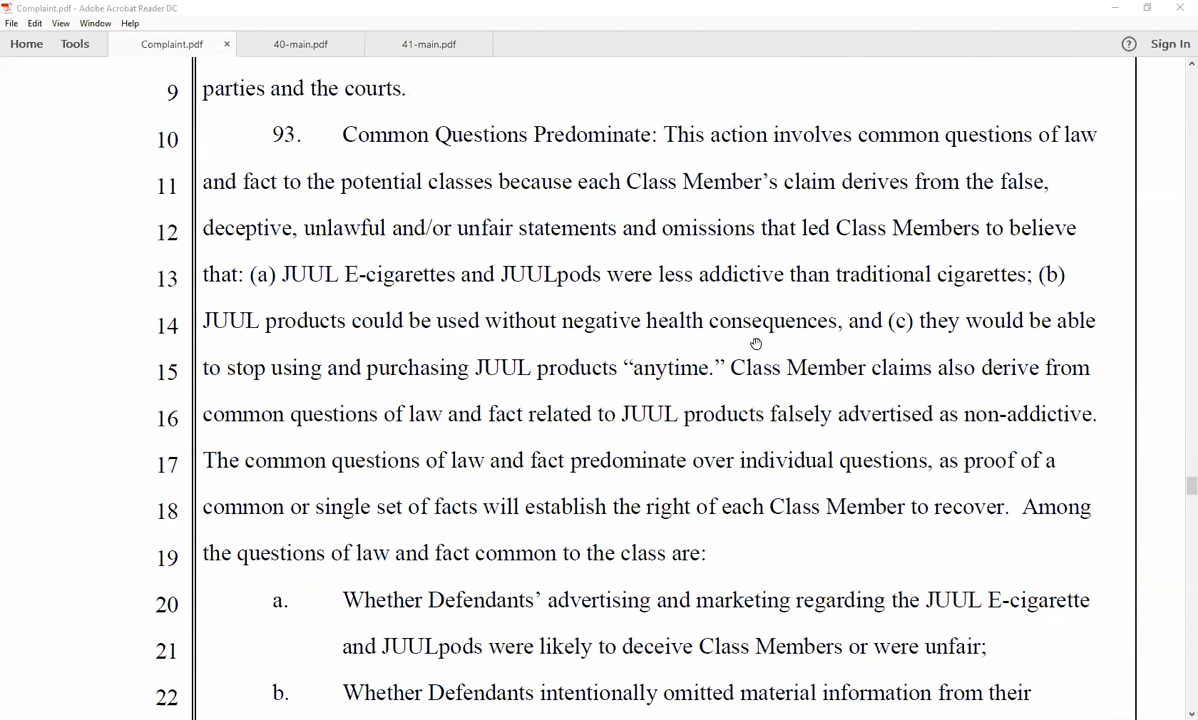 Complaint.pdf - Adobe Acrobat Reader DC
File Edit View Window Help
Home Tools Complaint.pdf × 40-main.pdf 41-main.pdf ? Sign In
9 parties and the courts.
10 93. Common Questions Predominate: This action involves common questions of law
11 and fact to the potential classes because each Class Member’s claim derives from the false,
12 deceptive, unlawful and/or unfair statements and omissions that led Class Members to believe
13 that: (a) JUUL E-cigarettes and JUULpods were less addictive than traditional cigarettes; (b)
14 JUUL products could be used without negative health consequences, and (c) they would be able
15 to stop using and purchasing JUUL products “anytime.” Class Member claims also derive from
16 common questions of law and fact related to JUUL products falsely advertised as non-addictive.
17 The common questions of law and fact predominate over individual questions, as proof of a
18 common or single set of facts will establish the right of each Class Member to recover. Among
19 the questions of law and fact common to the class are:
20 a. Whether Defendants’ advertising and marketing regarding the JUUL E-cigarette
21 and JUULpods were likely to deceive Class Members or were unfair;
22 b. Whether Defendants intentionally omitted material information from their